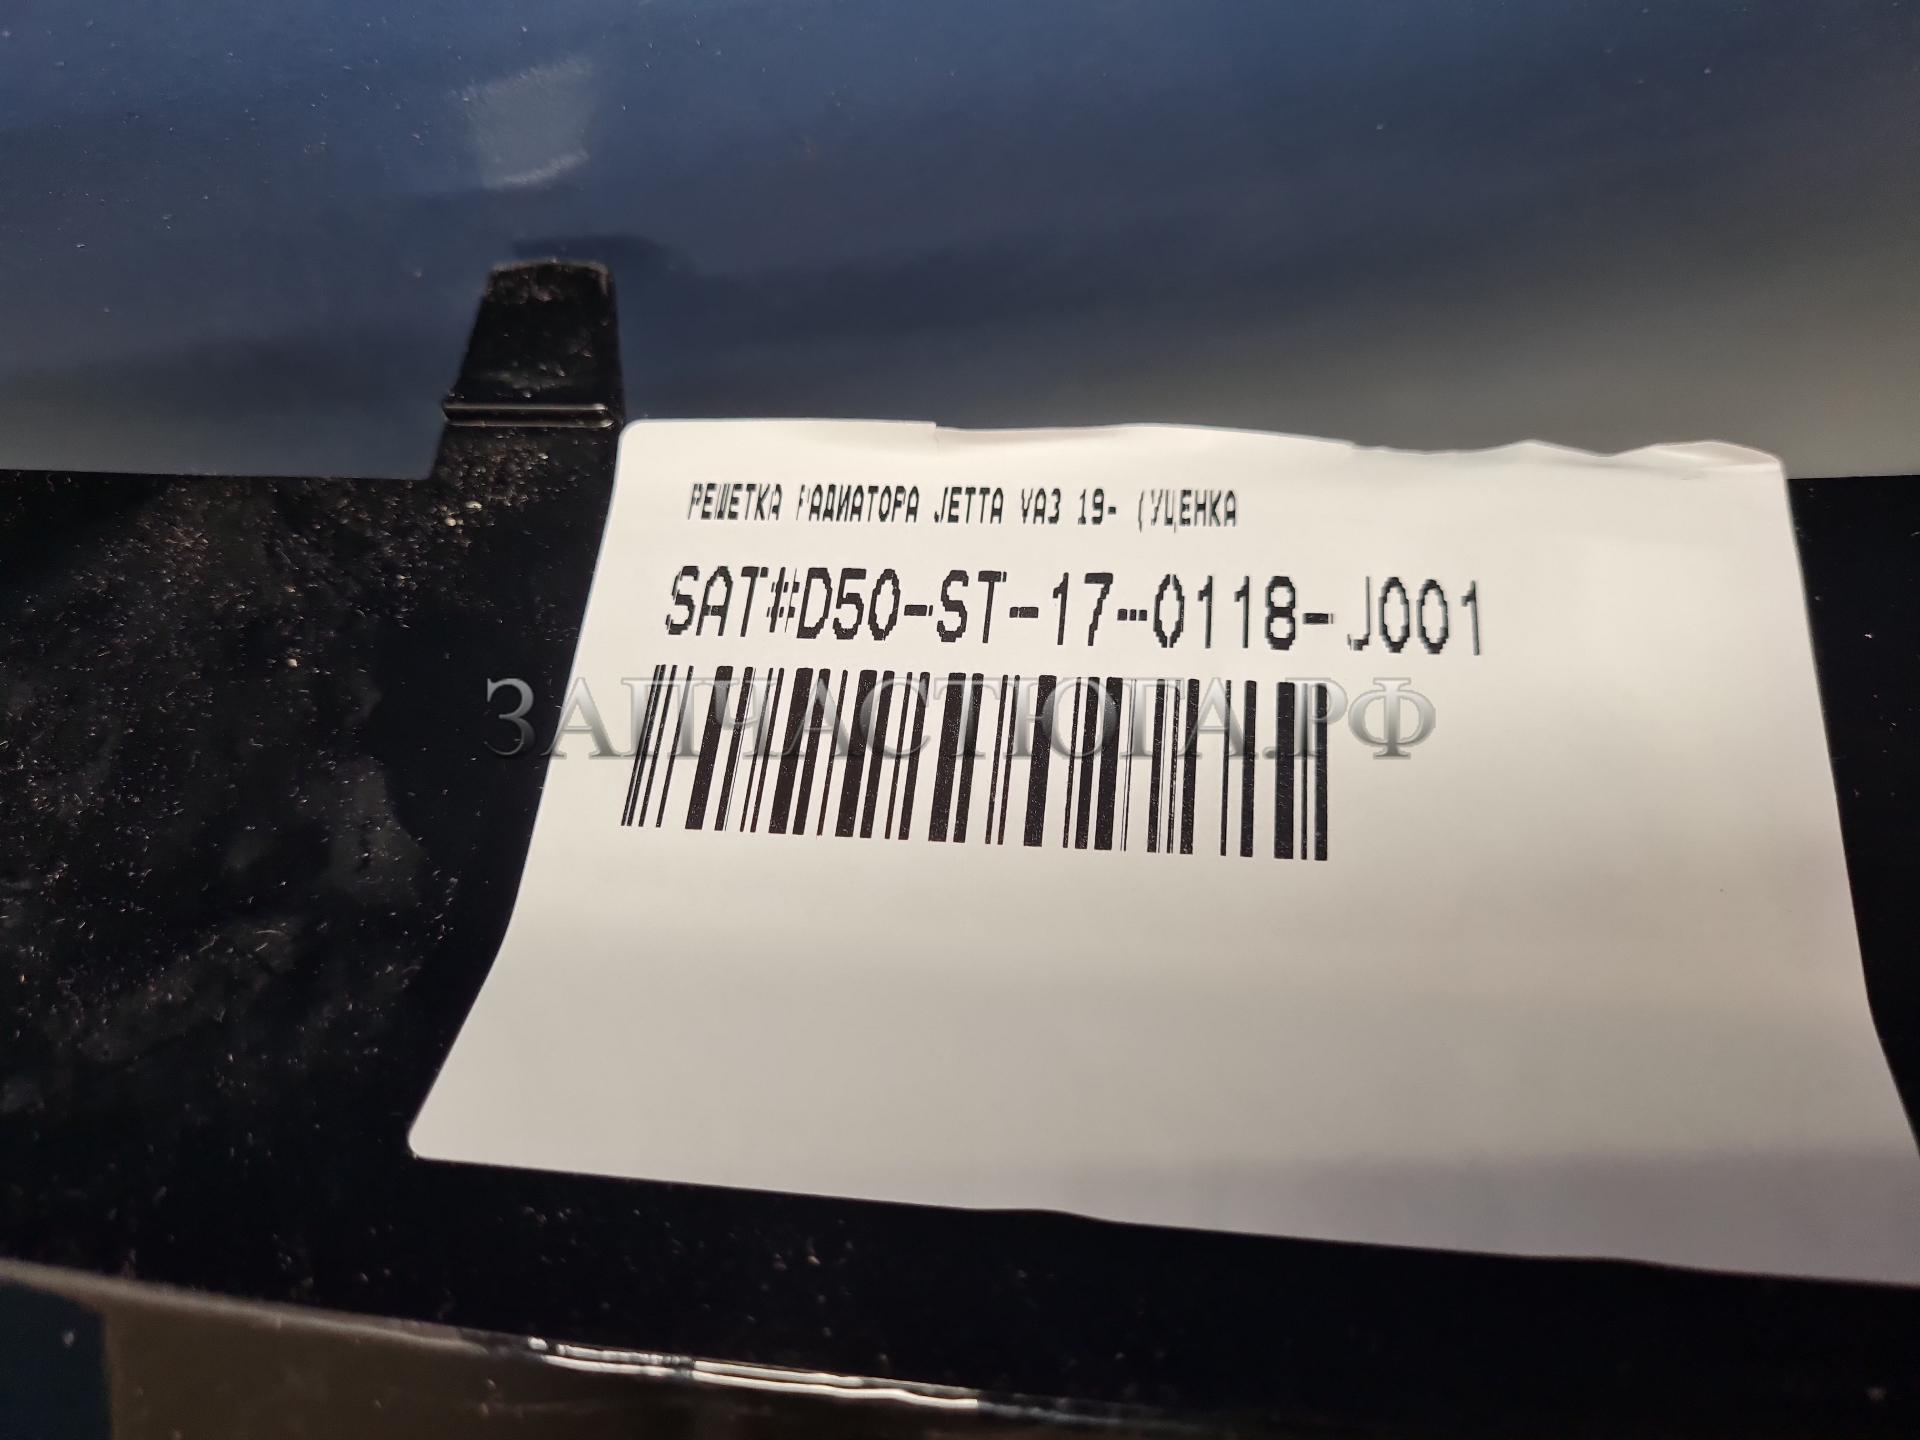 РЕШЕТКА РАДИАТОРА JETTA VA3 19- (УЦЕНКА
SAT#D50-ST-17-0118-J001
ЗАПЧАСТЮГА.РФ